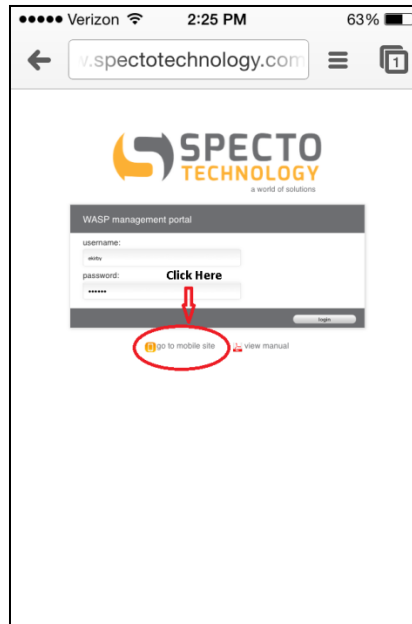 Verizon 2:25 PM 63%
v.spectotechnology.com
1
SPECTO
TECHNOLOGY
a world of solutions
WASP management portal
username:
ekirby
password:
Click Here
••••••
login
go to mobile site
view manual